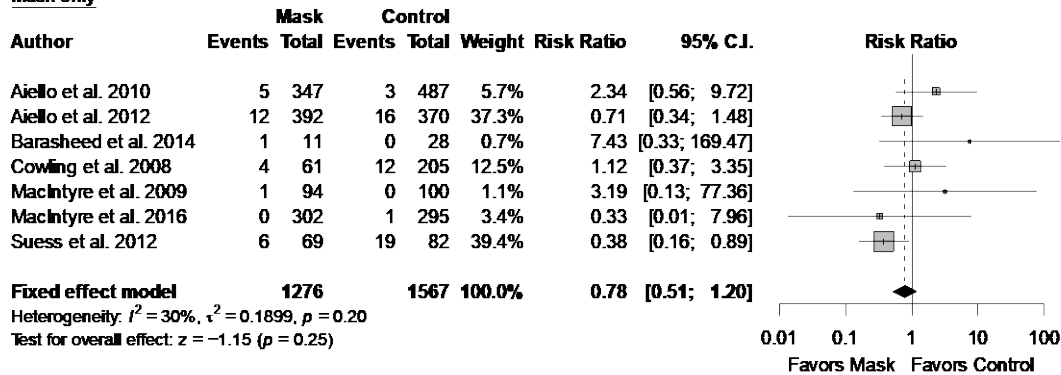 Mask only
Mask Control
Author Events Total Events Total Weight Risk Ratio 95% C.I. Risk Ratio
Aiello et al. 2010 5 347 3 487 5.7% 2.34 [0.56; 9.72]
Aiello et al. 2012 12 392 16 370 37.3% 0.71 [0.34; 1.48]
Barasheed et al. 2014 1 11 0 28 0.7% 7.43 [0.33; 169.47]
Cowling et al. 2008 4 61 12 205 12.5% 1.12 [0.37; 3.35]
MacIntyre et al. 2009 1 94 0 100 1.1% 3.19 [0.13; 77.36]
MacIntyre et al. 2016 0 302 1 295 3.4% 0.33 [0.01; 7.96]
Suess et al. 2012 6 69 19 82 39.4% 0.38 [0.16; 0.89]
Fixed effect model 1276 1567 100.0% 0.78 [0.51; 1.20]
Heterogeneity: I² = 30%, τ² = 0.1899, p = 0.20
Test for overall effect: z = −1.15 (p = 0.25)
0.01 0.1 1 10 100
Favors Mask Favors Control